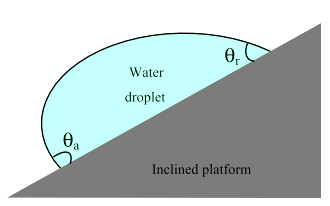 Water
droplet
θr
θa
Inclined platform